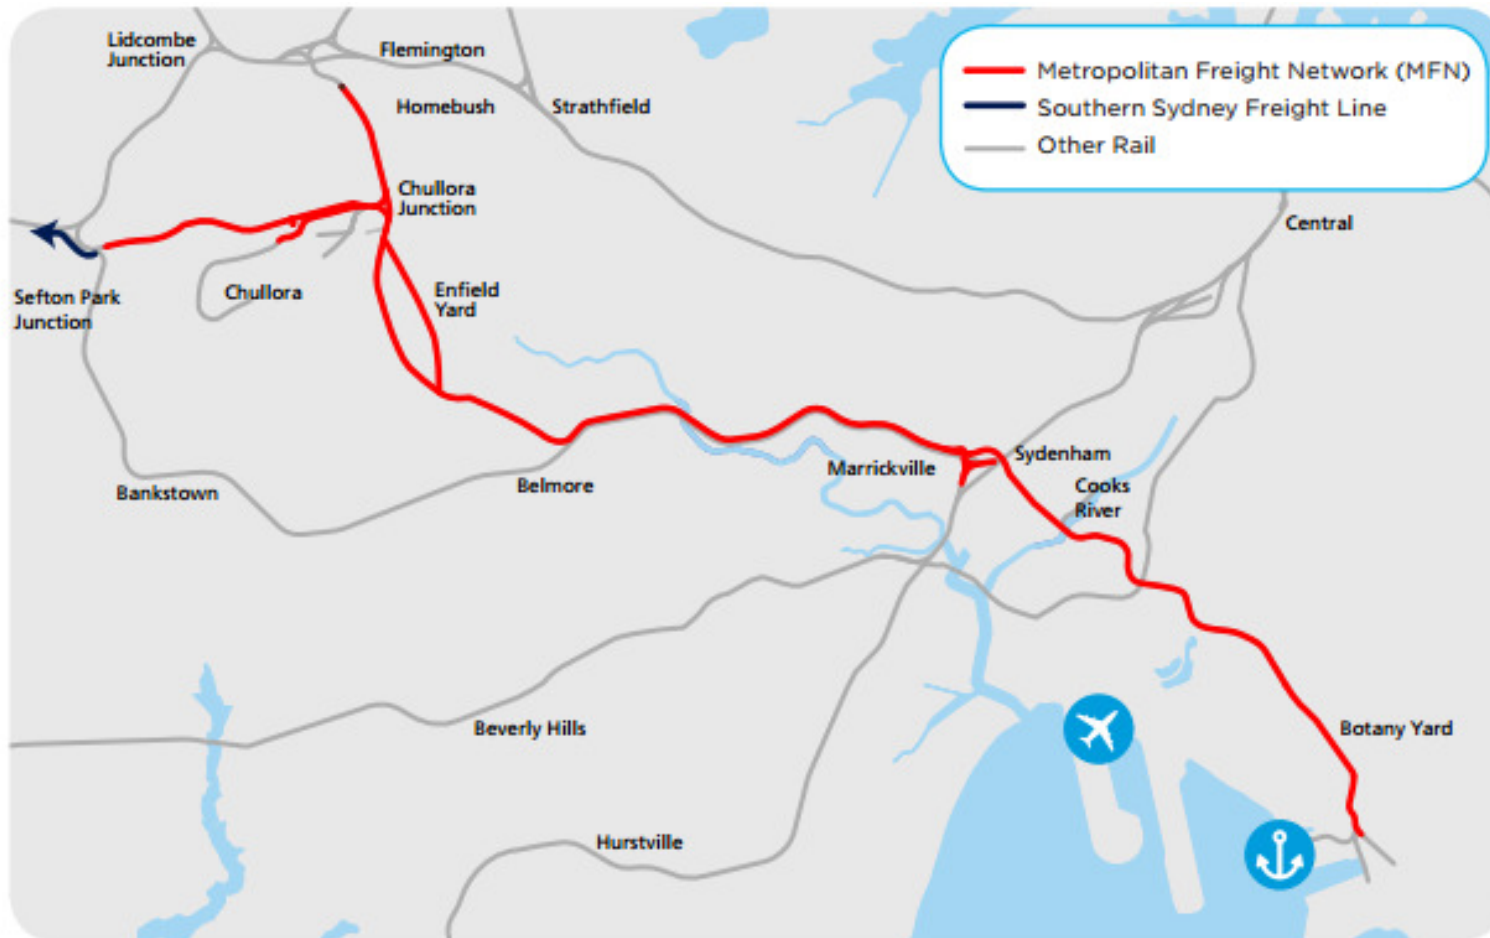 Lidcombe
Junction
Flemington
Homebush
Strathfield
Metropolitan Freight Network (MFN)
Southern Sydney Freight Line
Other Rail
Chullora
Junction
Central
Sefton Park
Junction
Chullora
Enfield
Yard
Bankstown
Belmore
Marrickville
Sydenham
Cooks
River
Beverly Hills
Botany Yard
Hurstville